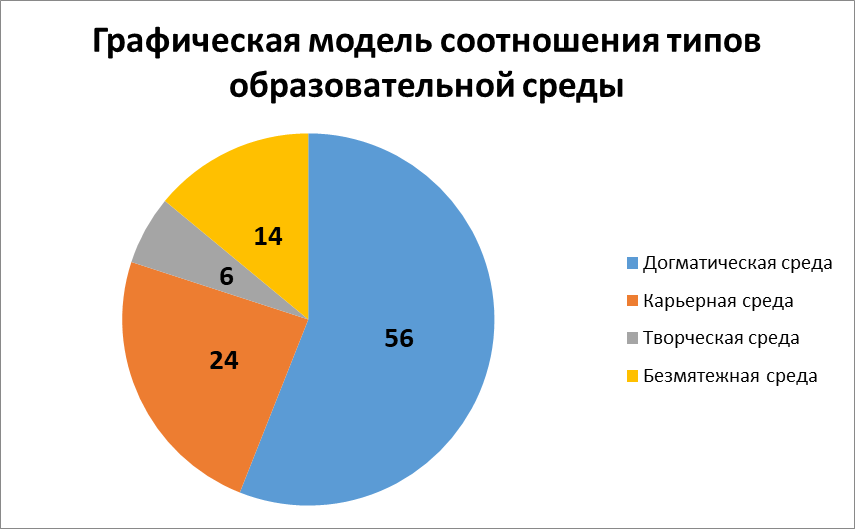 Графическая модель соотношения типов
образовательной среды
14
6
56
24
Догматическая среда
Карьерная среда
Творческая среда
Безмятежная среда